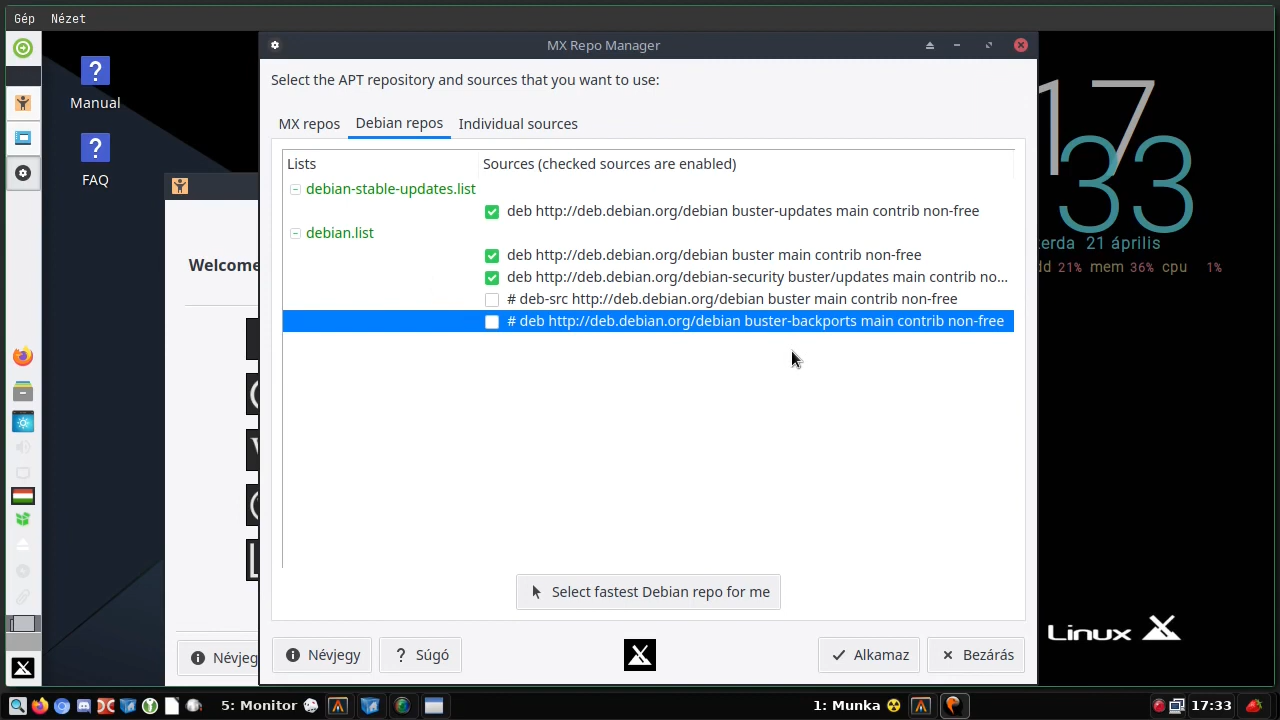 Gép Nézet
MX Repo Manager
Select the APT repository and sources that you want to use:
MX repos Debian repos Individual sources
Lists Sources (checked sources are enabled)
debian-stable-updates.list
deb http://deb.debian.org/debian buster-updates main contrib non-free
debian.list
deb http://deb.debian.org/debian buster main contrib non-free
deb http://deb.debian.org/debian-security buster/updates main contrib no...
# deb-src http://deb.debian.org/debian buster main contrib non-free
# deb http://deb.debian.org/debian buster-backports main contrib non-free
Select fastest Debian repo for me
Névjegy ? Súgó Alkamaz Bezárás
? Manual
? FAQ
Welcome
Névjeg
17
33
erda 21 április
dd 21% mem 36% cpu 1%
Linux X
5: Monitor 1: Munka 17:33